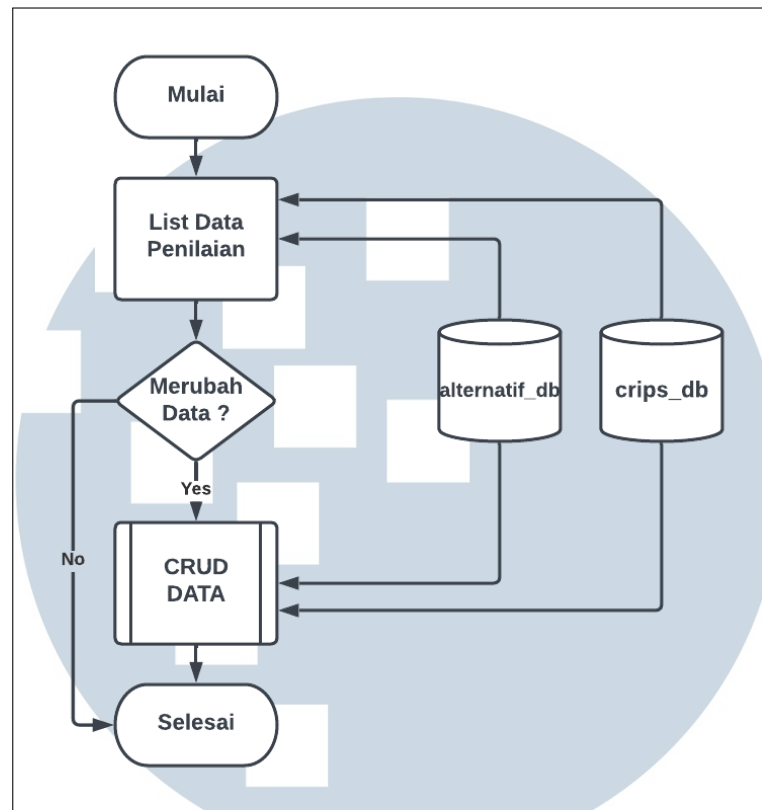 Mulai
List Data
Penilaian
Merubah
Data ?
alternatif_db
crips_db
Yes
No
CRUD
DATA
Selesai